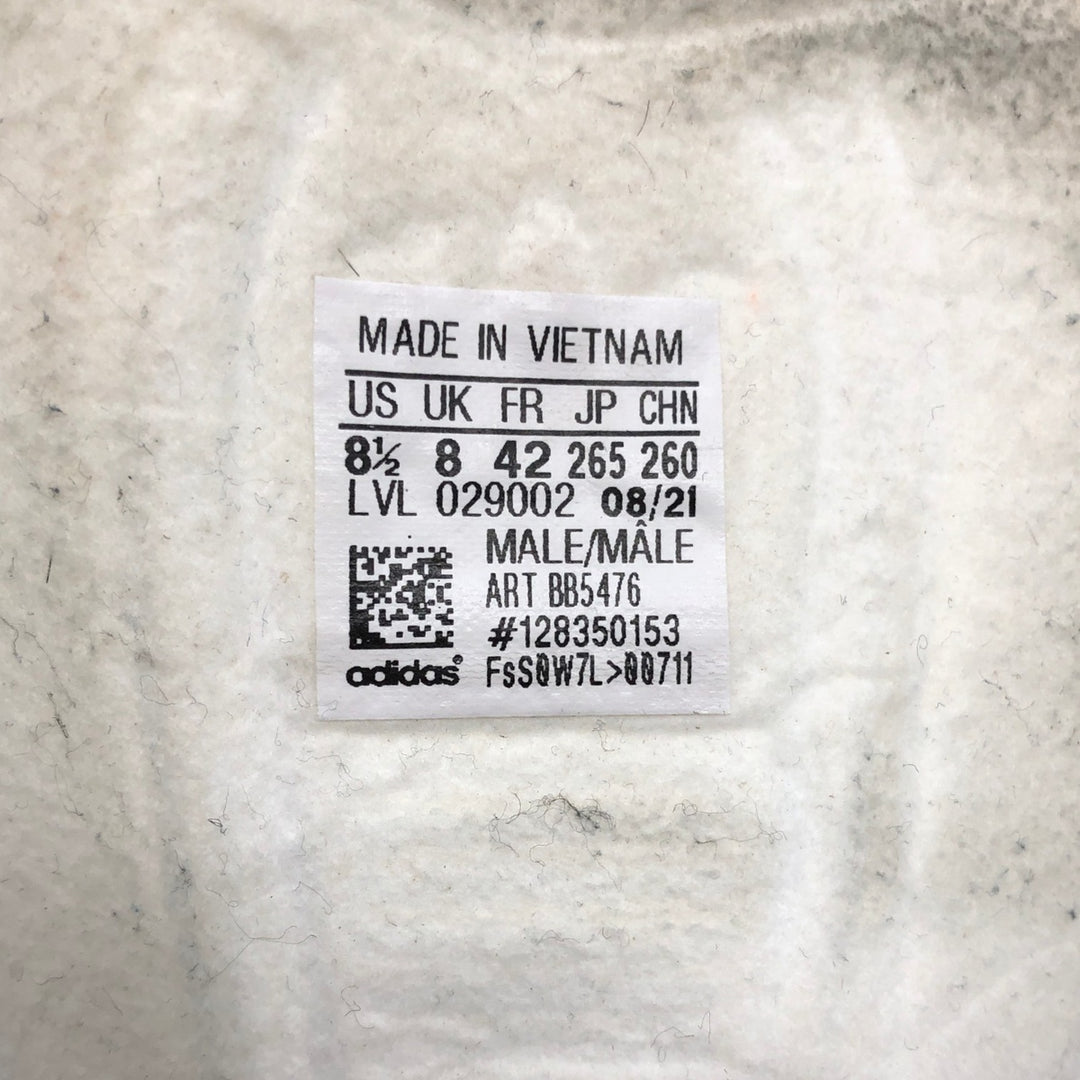 MADE IN VIETNAM
US UK FR JP CHN
8½ 8 42 265 260
LVL 029002 08/21
MALE/MÂLE
ART BB5476
#128350153
adidas® FsS0W7L>00711